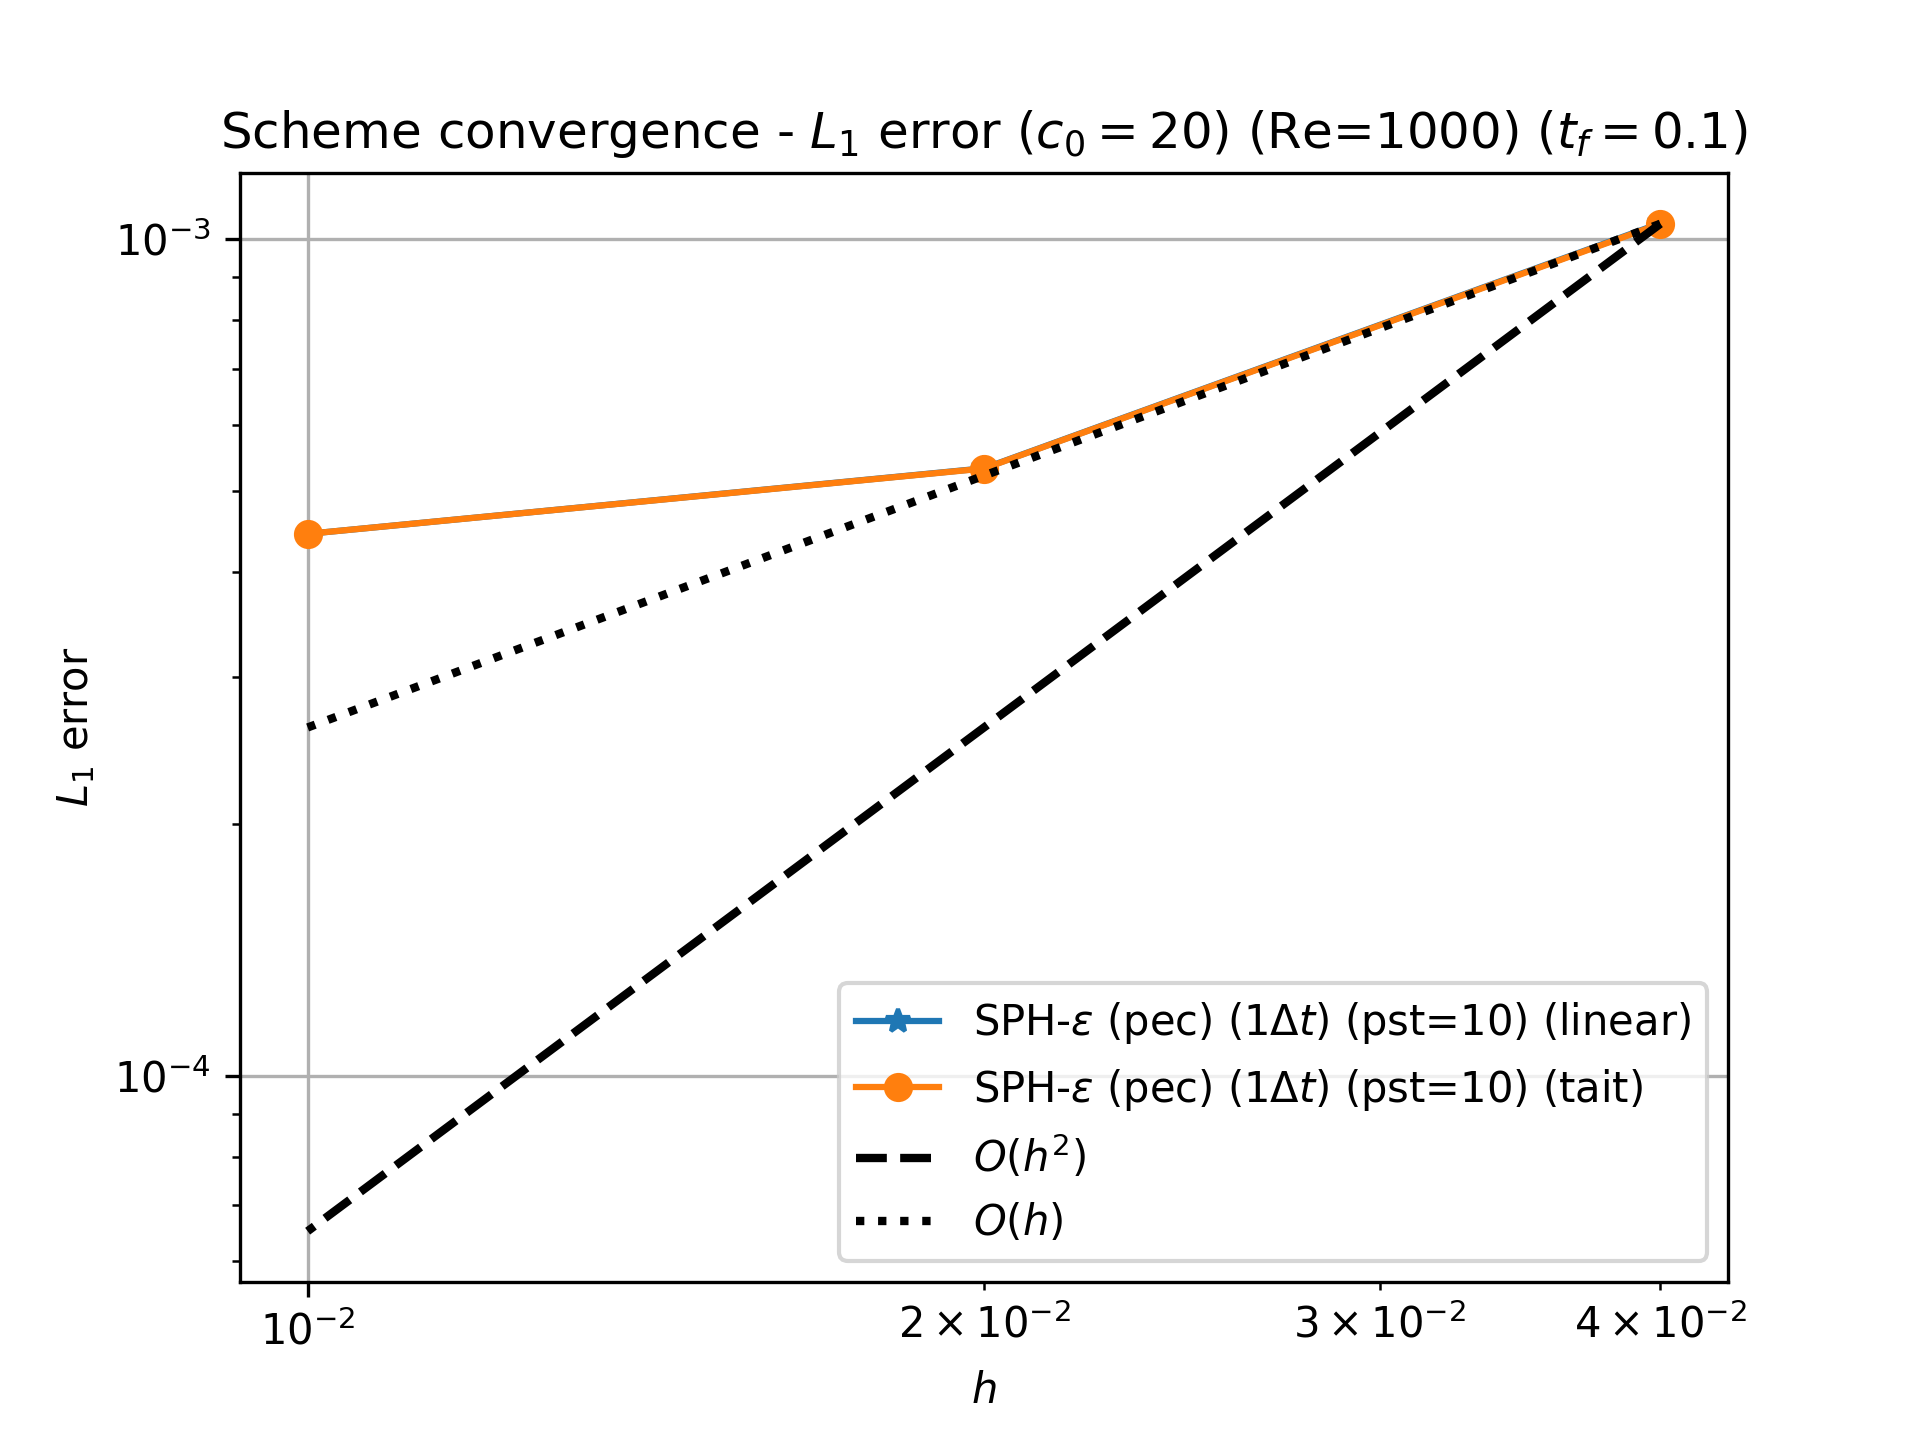 Scheme convergence - L₁ error (c₀ = 20) (Re=1000) (t_f = 0.1)
10⁻³
10⁻⁴
L₁ error
SPH-ε (pec) (1Δt) (pst=10) (linear)
SPH-ε (pec) (1Δt) (pst=10) (tait)
O(h²)
O(h)
10⁻² 2 × 10⁻² 3 × 10⁻² 4 × 10⁻²
h